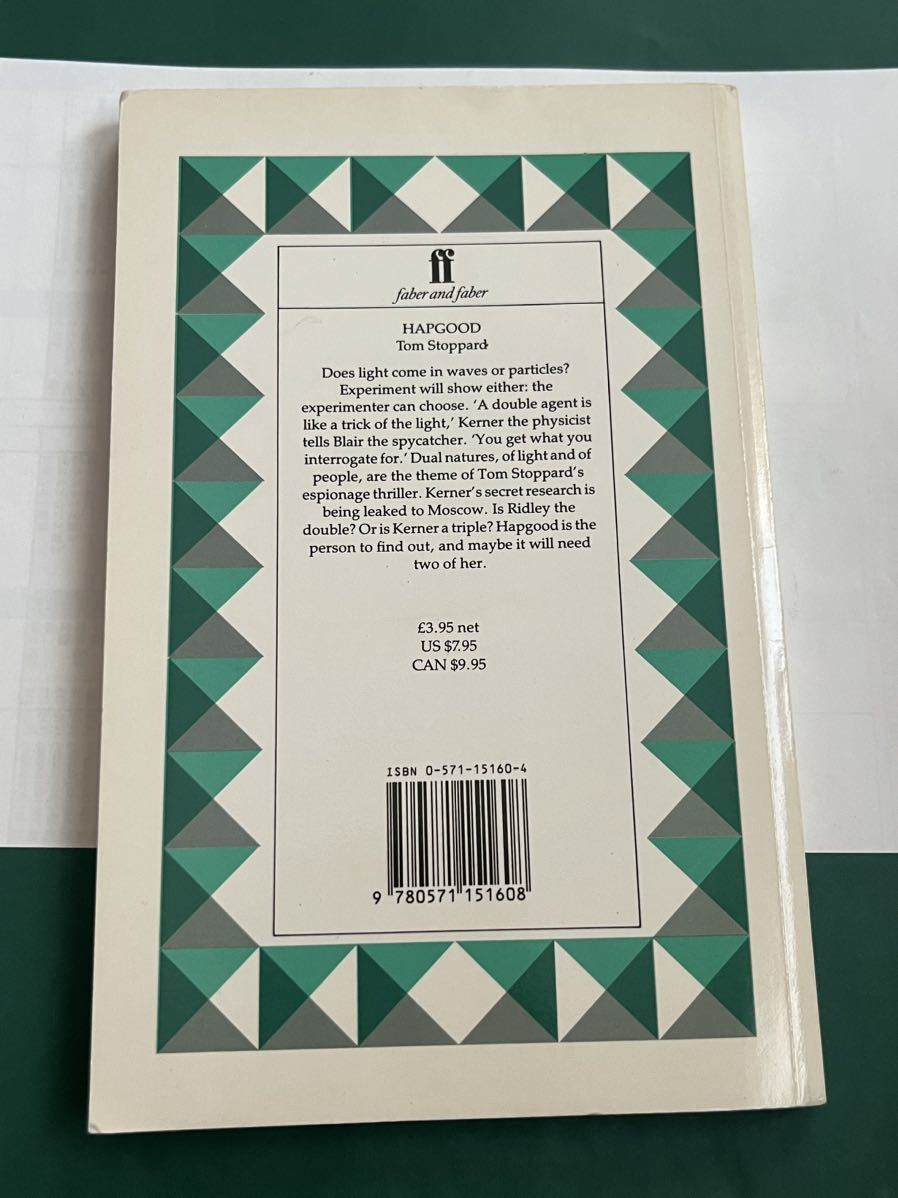 ff
faber and faber
HAPGOOD
Tom Stoppard
Does light come in waves or particles?
Experiment will show either: the
experimenter can choose. ‘A double agent is
like a trick of the light,’ Kerner the physicist
tells Blair the spycatcher. ‘You get what you
interrogate for.’ Dual natures, of light and of
people, are the theme of Tom Stoppard’s
espionage thriller. Kerner’s secret research is
being leaked to Moscow. Is Ridley the
double? Or is Kerner a triple? Hapgood is the
person to find out, and maybe it will need
two of her.
£3.95 net
US $7.95
CAN $9.95
ISBN 0-571-15160-4
9 780571 151608